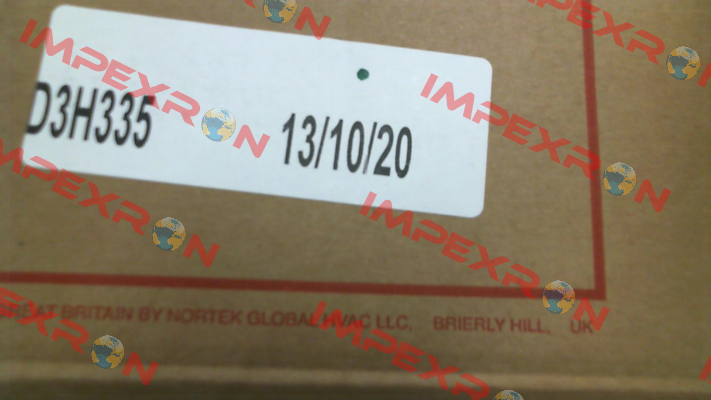 D3H335 13/10/20
GREAT BRITAIN BY NORTEK GLOBAL HVAC LLC, BRIERLY HILL, UK
IMPEXRON
IMPEXRON
IMPEXRON
IMPEXRON
IMPEXRON
IMPEXRON
IMPEXRON